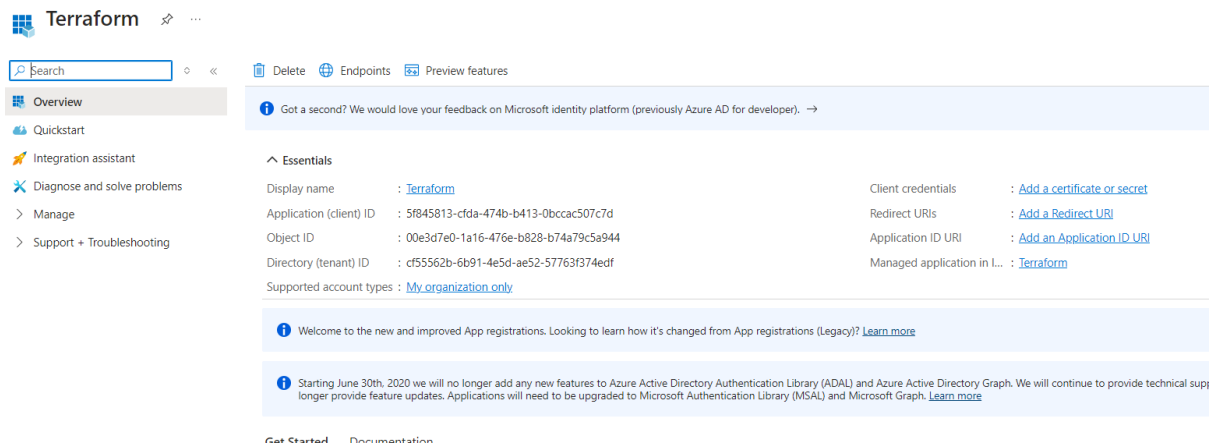 Terraform
Search
Delete
Endpoints
Preview features
Overview
Got a second? We would love your feedback on Microsoft identity platform (previously Azure AD for developer). →
Quickstart
Integration assistant
Diagnose and solve problems
Manage
Support + Troubleshooting
Essentials
Display name : Terraform
Application (client) ID : 5f845813-cfda-474b-b413-0bccac507c7d
Object ID : 00e3d7e0-1a16-476e-b828-b74a79c5a944
Directory (tenant) ID : cf55562b-6b91-4e5d-ae52-57763f374edf
Supported account types : My organization only
Client credentials : Add a certificate or secret
Redirect URIs : Add a Redirect URI
Application ID URI : Add an Application ID URI
Managed application in l... : Terraform
Welcome to the new and improved App registrations. Looking to learn how it's changed from App registrations (Legacy)? Learn more
Starting June 30th, 2020 we will no longer add any new features to Azure Active Directory Authentication Library (ADAL) and Azure Active Directory Graph. We will continue to provide technical sup
longer provide feature updates. Applications will need to be upgraded to Microsoft Authentication Library (MSAL) and Microsoft Graph. Learn more
Get Started Documentation